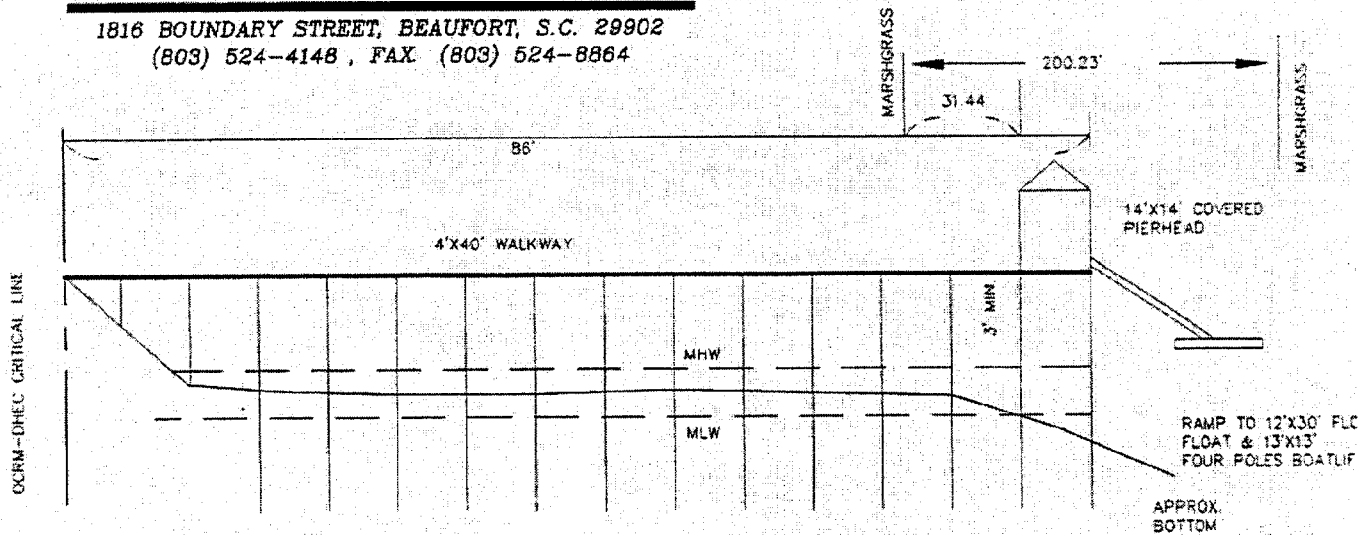 1816 BOUNDARY STREET, BEAUFORT, S.C. 29902
(803) 524-4148 , FAX (803) 524-8864
MARSHGRASS
200.23'
MARSHGRASS
31.44
86'
14'X14' COVERED
PIERHEAD
4'X40' WALKWAY
OCRM-DHEC CRITICAL LINE
3' MIN.
MHW
MLW
RAMP TO 12'X30' FLO
FLOAT & 13'X13'
FOUR POLES BOATLIF
APPROX.
BOTTOM